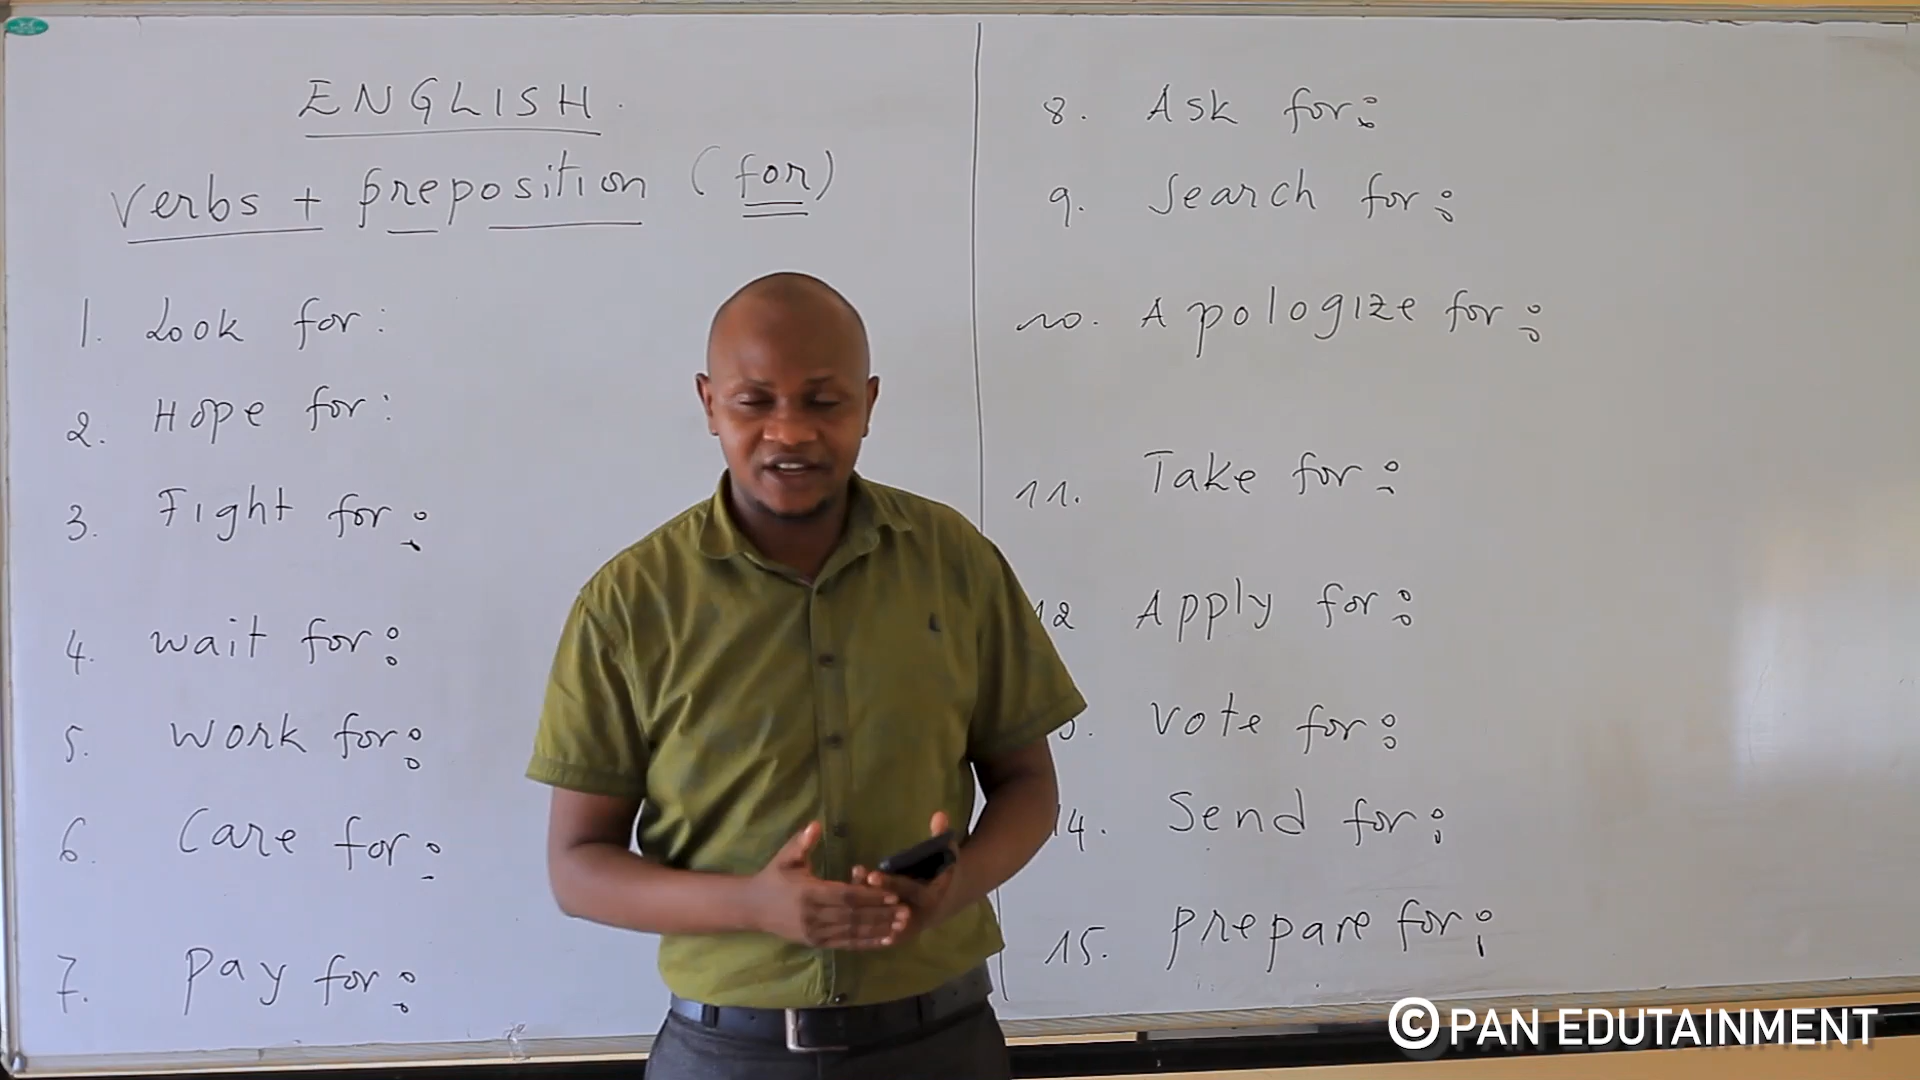 ENGLISH.
Verbs + preposition (for)
1. Look for:
2. Hope for:
3. Fight for:
4. wait for:
5. Work for:
6. Care for:
7. Pay for:
8. Ask for:
9. Search for:
10. Apologize for:
11. Take for:
12 Apply for:
Vote for:
14. Send for:
15. prepare for:
© PAN EDUTAINMENT